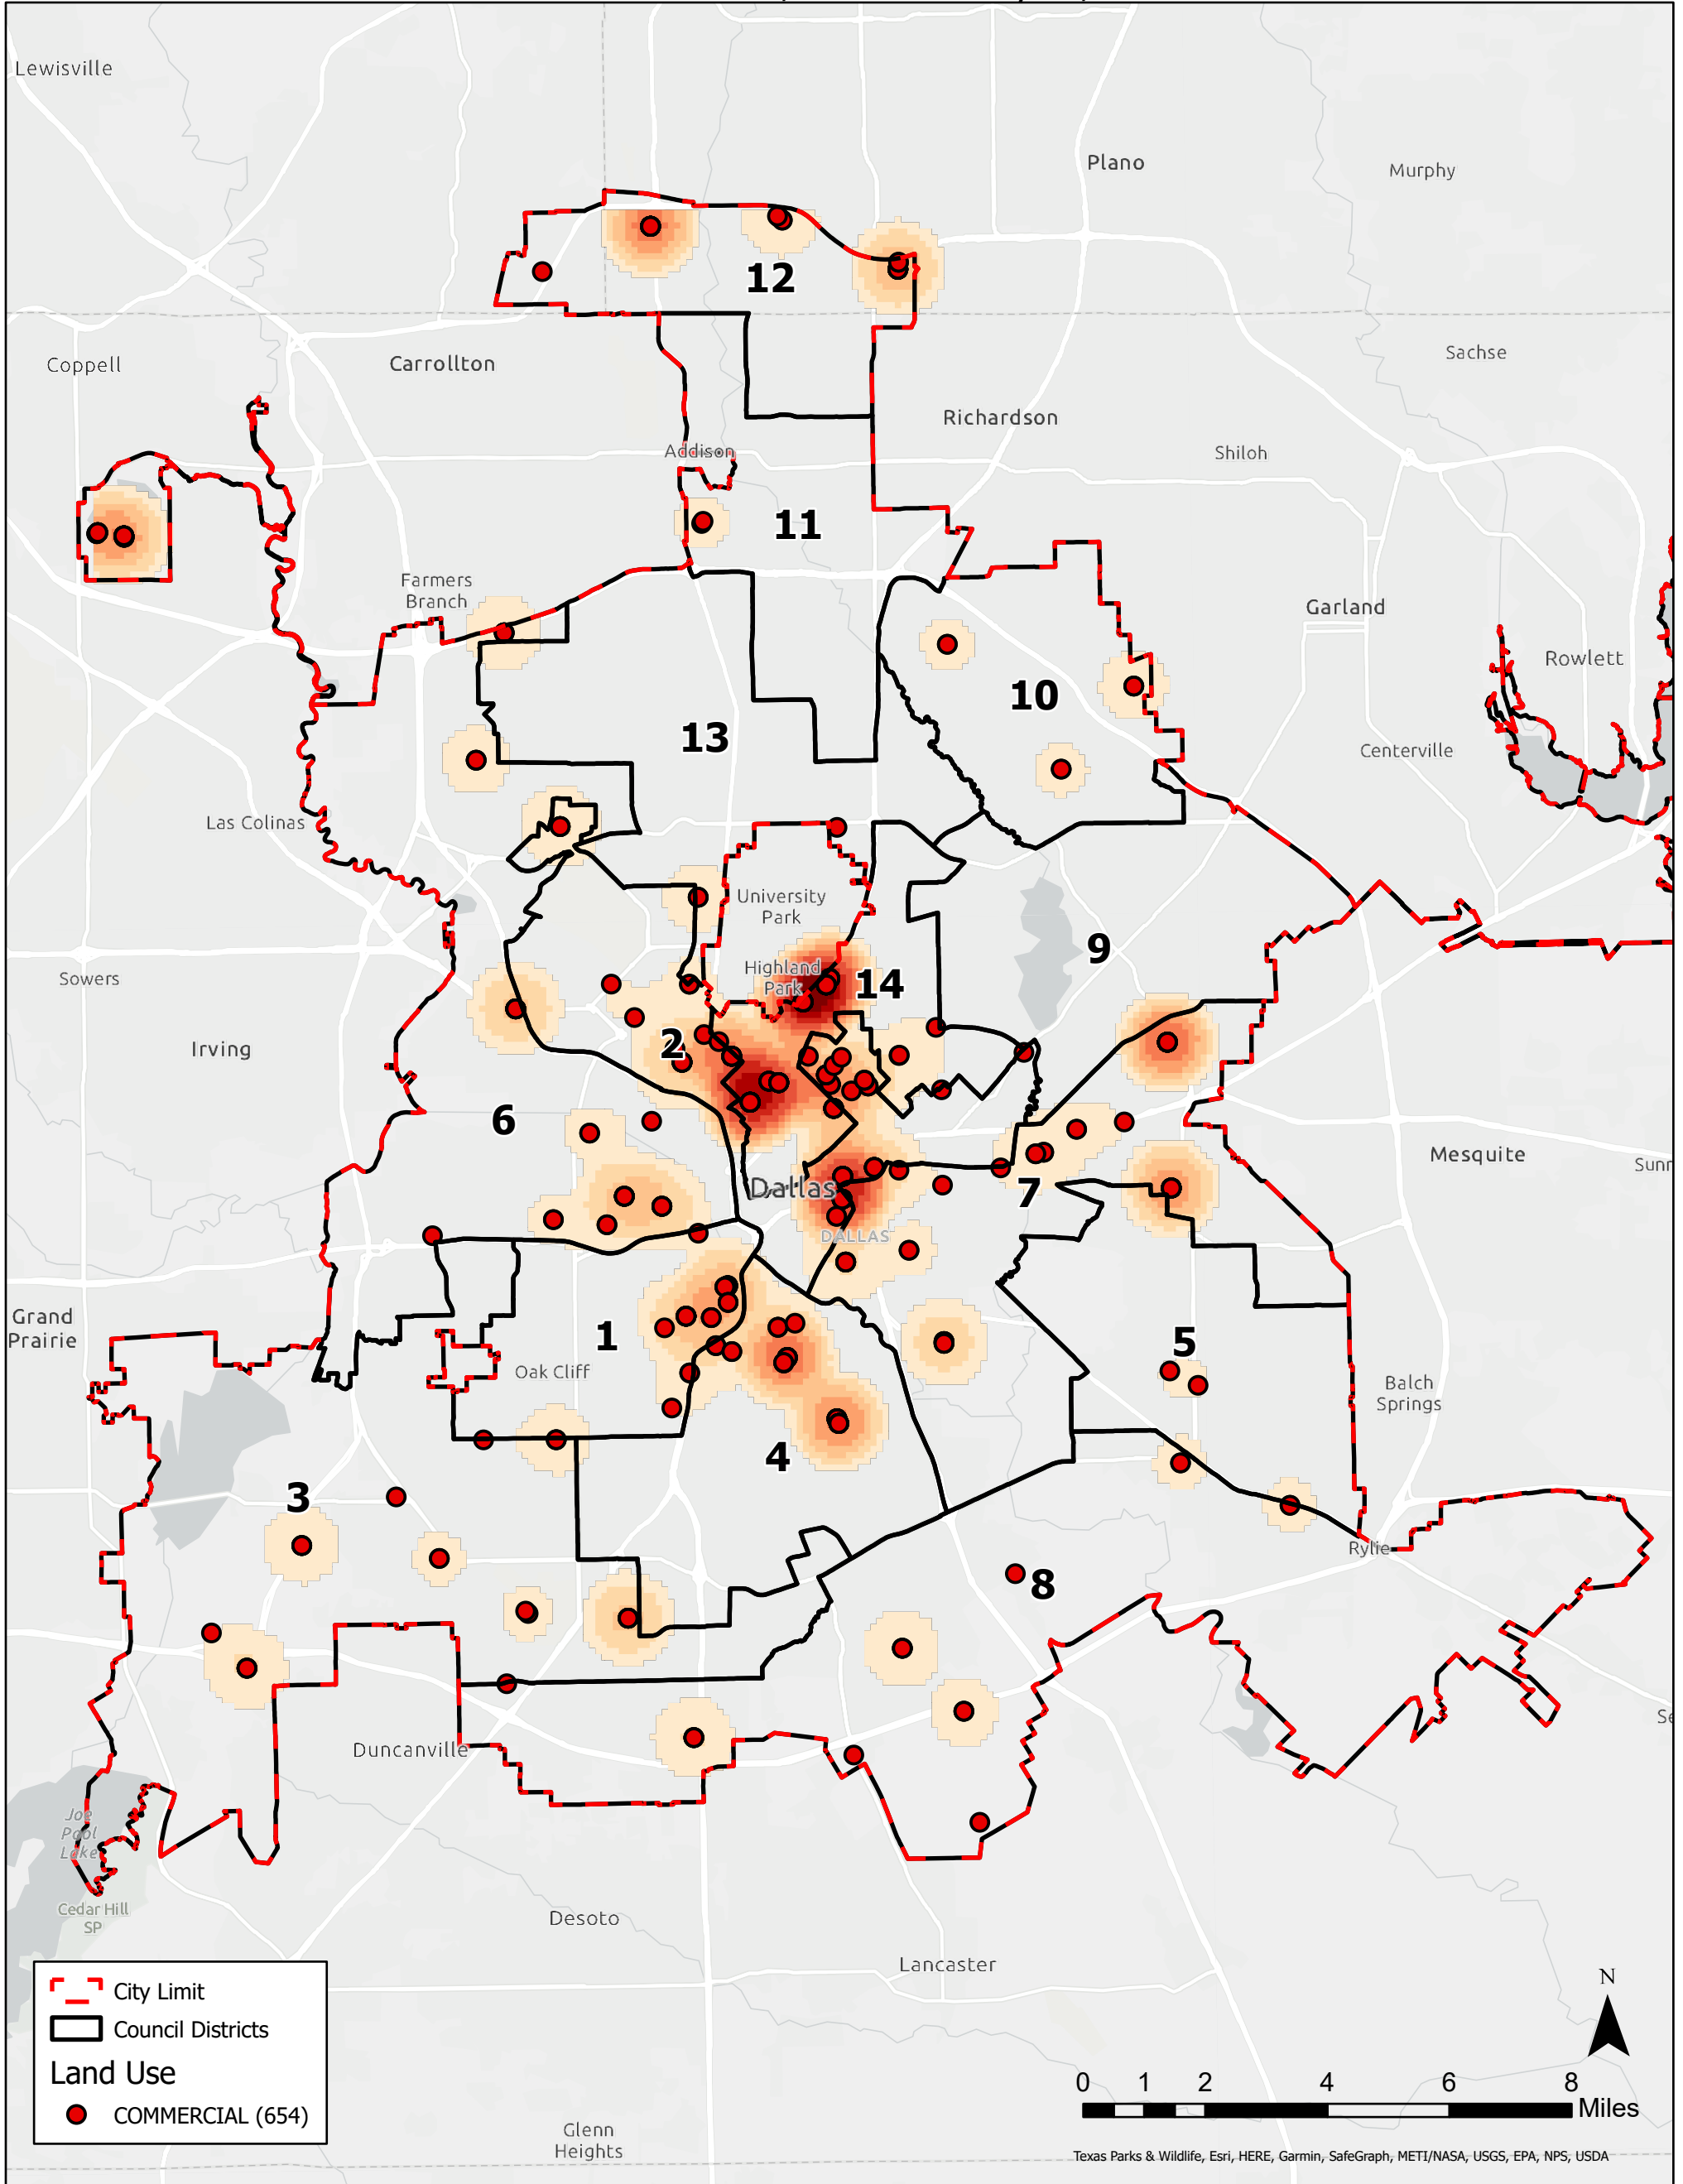 Lewisville
Plano
Murphy
12
Sachse
Coppell
Carrollton
Richardson
Addison
Shiloh
11
Farmers
Branch
Garland
Rowlett
10
13
Centerville
Las Colinas
University
Park
9
Highland
Park
14
Sowers
2
Irving
6
Mesquite
Sunr
Dallas
7
DALLAS
Grand
Prairie
1
5
Oak Cliff
Balch
Springs
4
3
Rylie
8
Se
Duncanville
Joe
Pool
Lake
Cedar Hill
SP
Desoto
Lancaster
City Limit
Council Districts
Land Use
COMMERCIAL (654)
N
0 1 2 4 6 8
Miles
Glenn
Heights
Texas Parks & Wildlife, Esri, HERE, Garmin, SafeGraph, METI/NASA, USGS, EPA, NPS, USDA